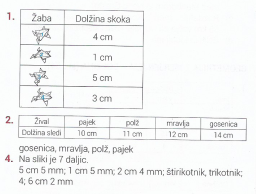 1. Žaba Dolžina skoka
4 cm
1 cm
5 cm
3 cm
2. Žival pajek polž mravlja gosenica
Dolžina sledi 10 cm 11 cm 12 cm 14 cm
gosenica, mravlja, polž, pajek
4. Na sliki je 7 daljic.
5 cm 5 mm; 1 cm 5 mm; 2 cm 4 mm; štirikotnik, trikotnik;
4; 6 cm 2 mm